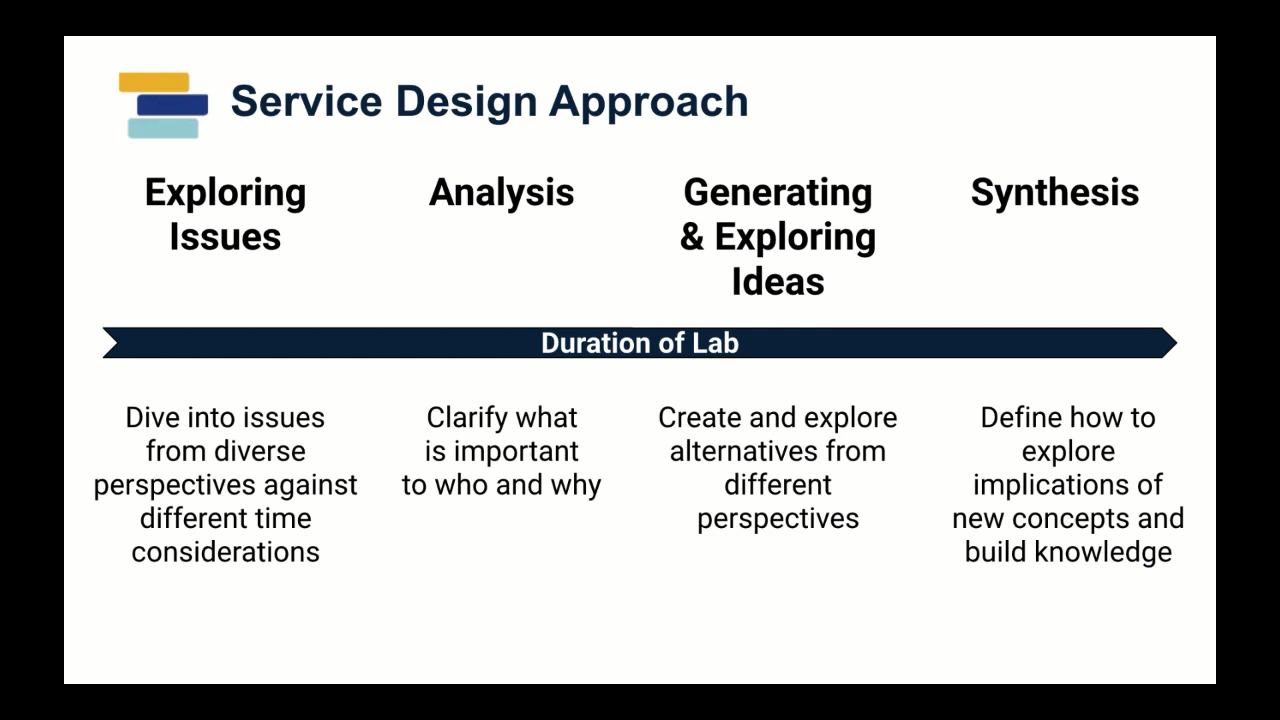 Service Design Approach
Exploring
Issues
Analysis
Generating
& Exploring
Ideas
Synthesis
Duration of Lab
Dive into issues
from diverse
perspectives against
different time
considerations
Clarify what
is important
to who and why
Create and explore
alternatives from
different
perspectives
Define how to
explore
implications of
new concepts and
build knowledge